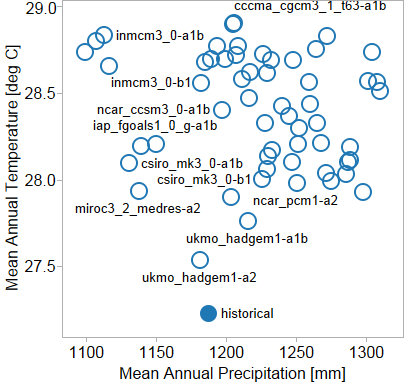 cccma_cgcm3_1_t63-a1b
29.0
inmcm3_0-a1b
inmcm3_0-b1
28.5
ncar_ccsm3_0-a1b
iap_fgoals1_0_g-a1b
csiro_mk3_0-a1b
csiro_mk3_0-b1
28.0
ncar_pcm1-a2
miroc3_2_medres-a2
ukmo_hadgem1-a1b
27.5
ukmo_hadgem1-a2
historical
Mean Annual Temperature [deg C]
1100 1150 1200 1250 1300
Mean Annual Precipitation [mm]